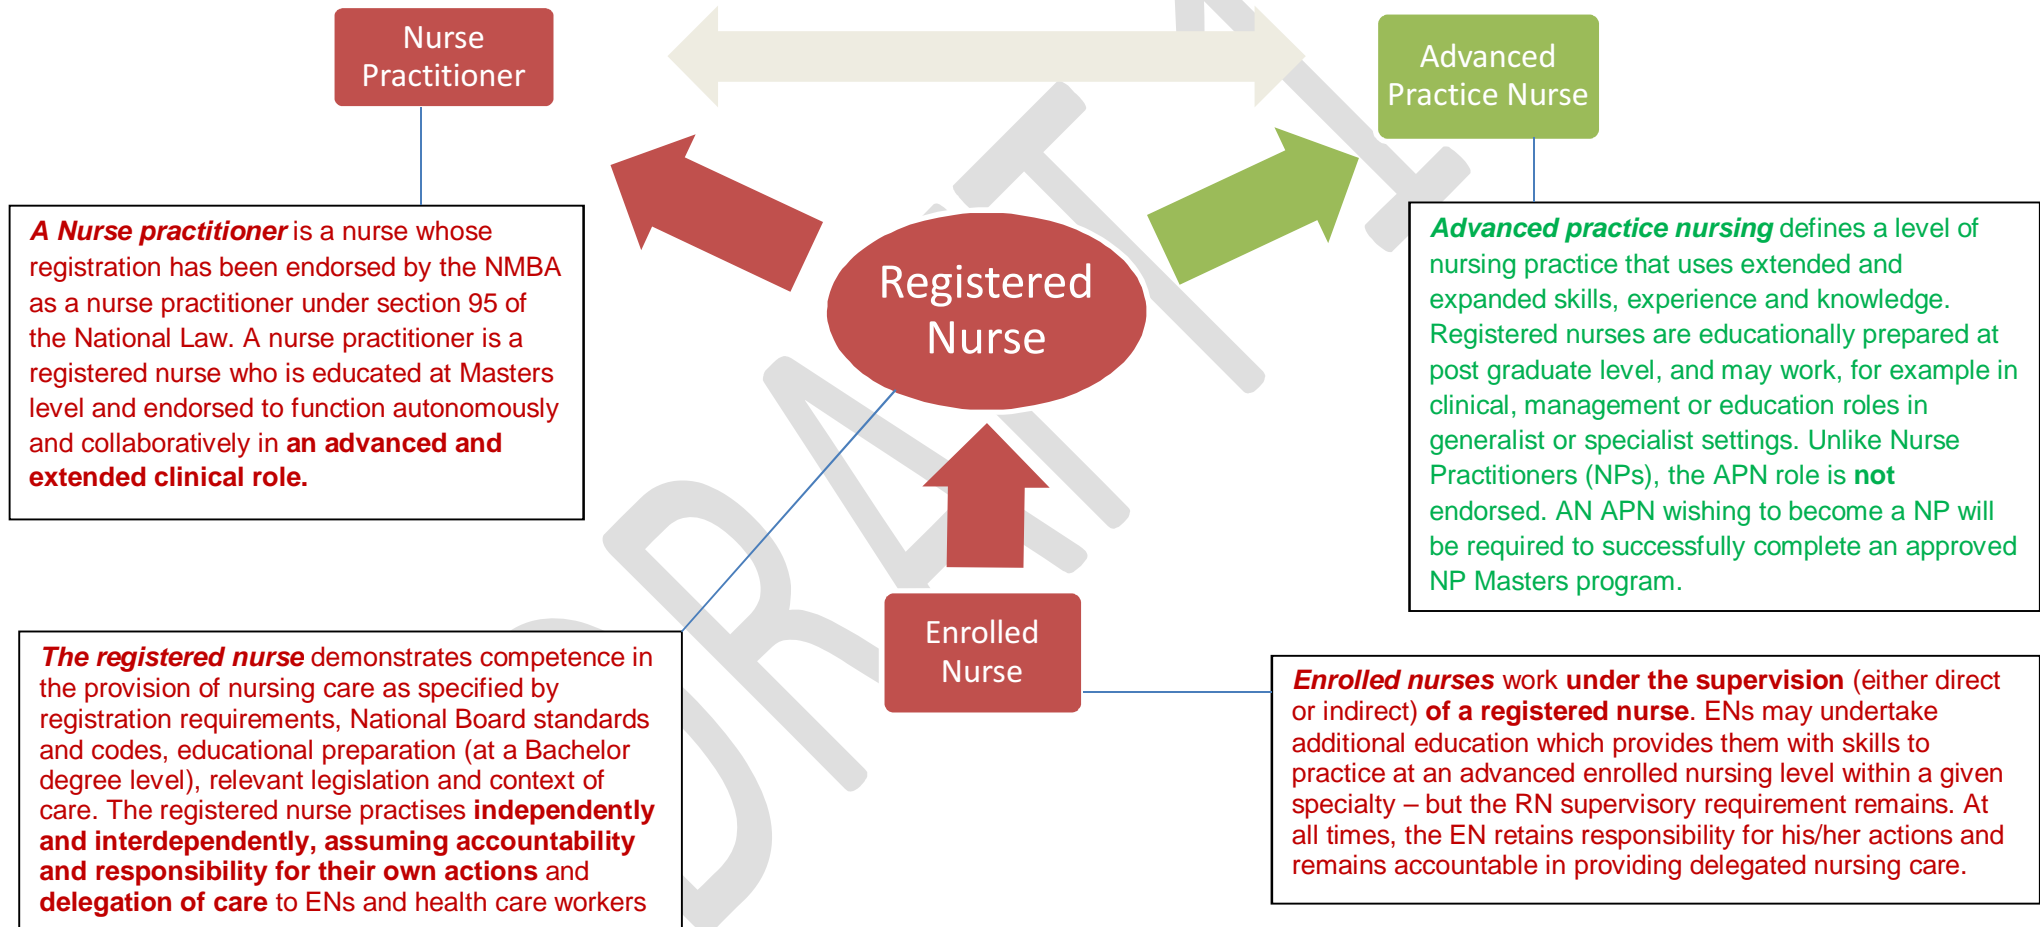 Nurse
Practitioner
Advanced
Practice Nurse
A Nurse practitioner is a nurse whose
registration has been endorsed by the NMBA
as a nurse practitioner under section 95 of
the National Law. A nurse practitioner is a
registered nurse who is educated at Masters
level and endorsed to function autonomously
and collaboratively in an advanced and
extended clinical role.
Registered
Nurse
Advanced practice nursing defines a level of
nursing practice that uses extended and
expanded skills, experience and knowledge.
Registered nurses are educationally prepared at
post graduate level, and may work, for example in
clinical, management or education roles in
generalist or specialist settings. Unlike Nurse
Practitioners (NPs), the APN role is not
endorsed. AN APN wishing to become a NP will
be required to successfully complete an approved
NP Masters program.
Enrolled
Nurse
The registered nurse demonstrates competence in
the provision of nursing care as specified by
registration requirements, National Board standards
and codes, educational preparation (at a Bachelor
degree level), relevant legislation and context of
care. The registered nurse practises independently
and interdependently, assuming accountability
and responsibility for their own actions and
delegation of care to ENs and health care workers
Enrolled nurses work under the supervision (either direct
or indirect) of a registered nurse. ENs may undertake
additional education which provides them with skills to
practice at an advanced enrolled nursing level within a given
specialty – but the RN supervisory requirement remains. At
all times, the EN retains responsibility for his/her actions and
remains accountable in providing delegated nursing care.
DRAFT 1